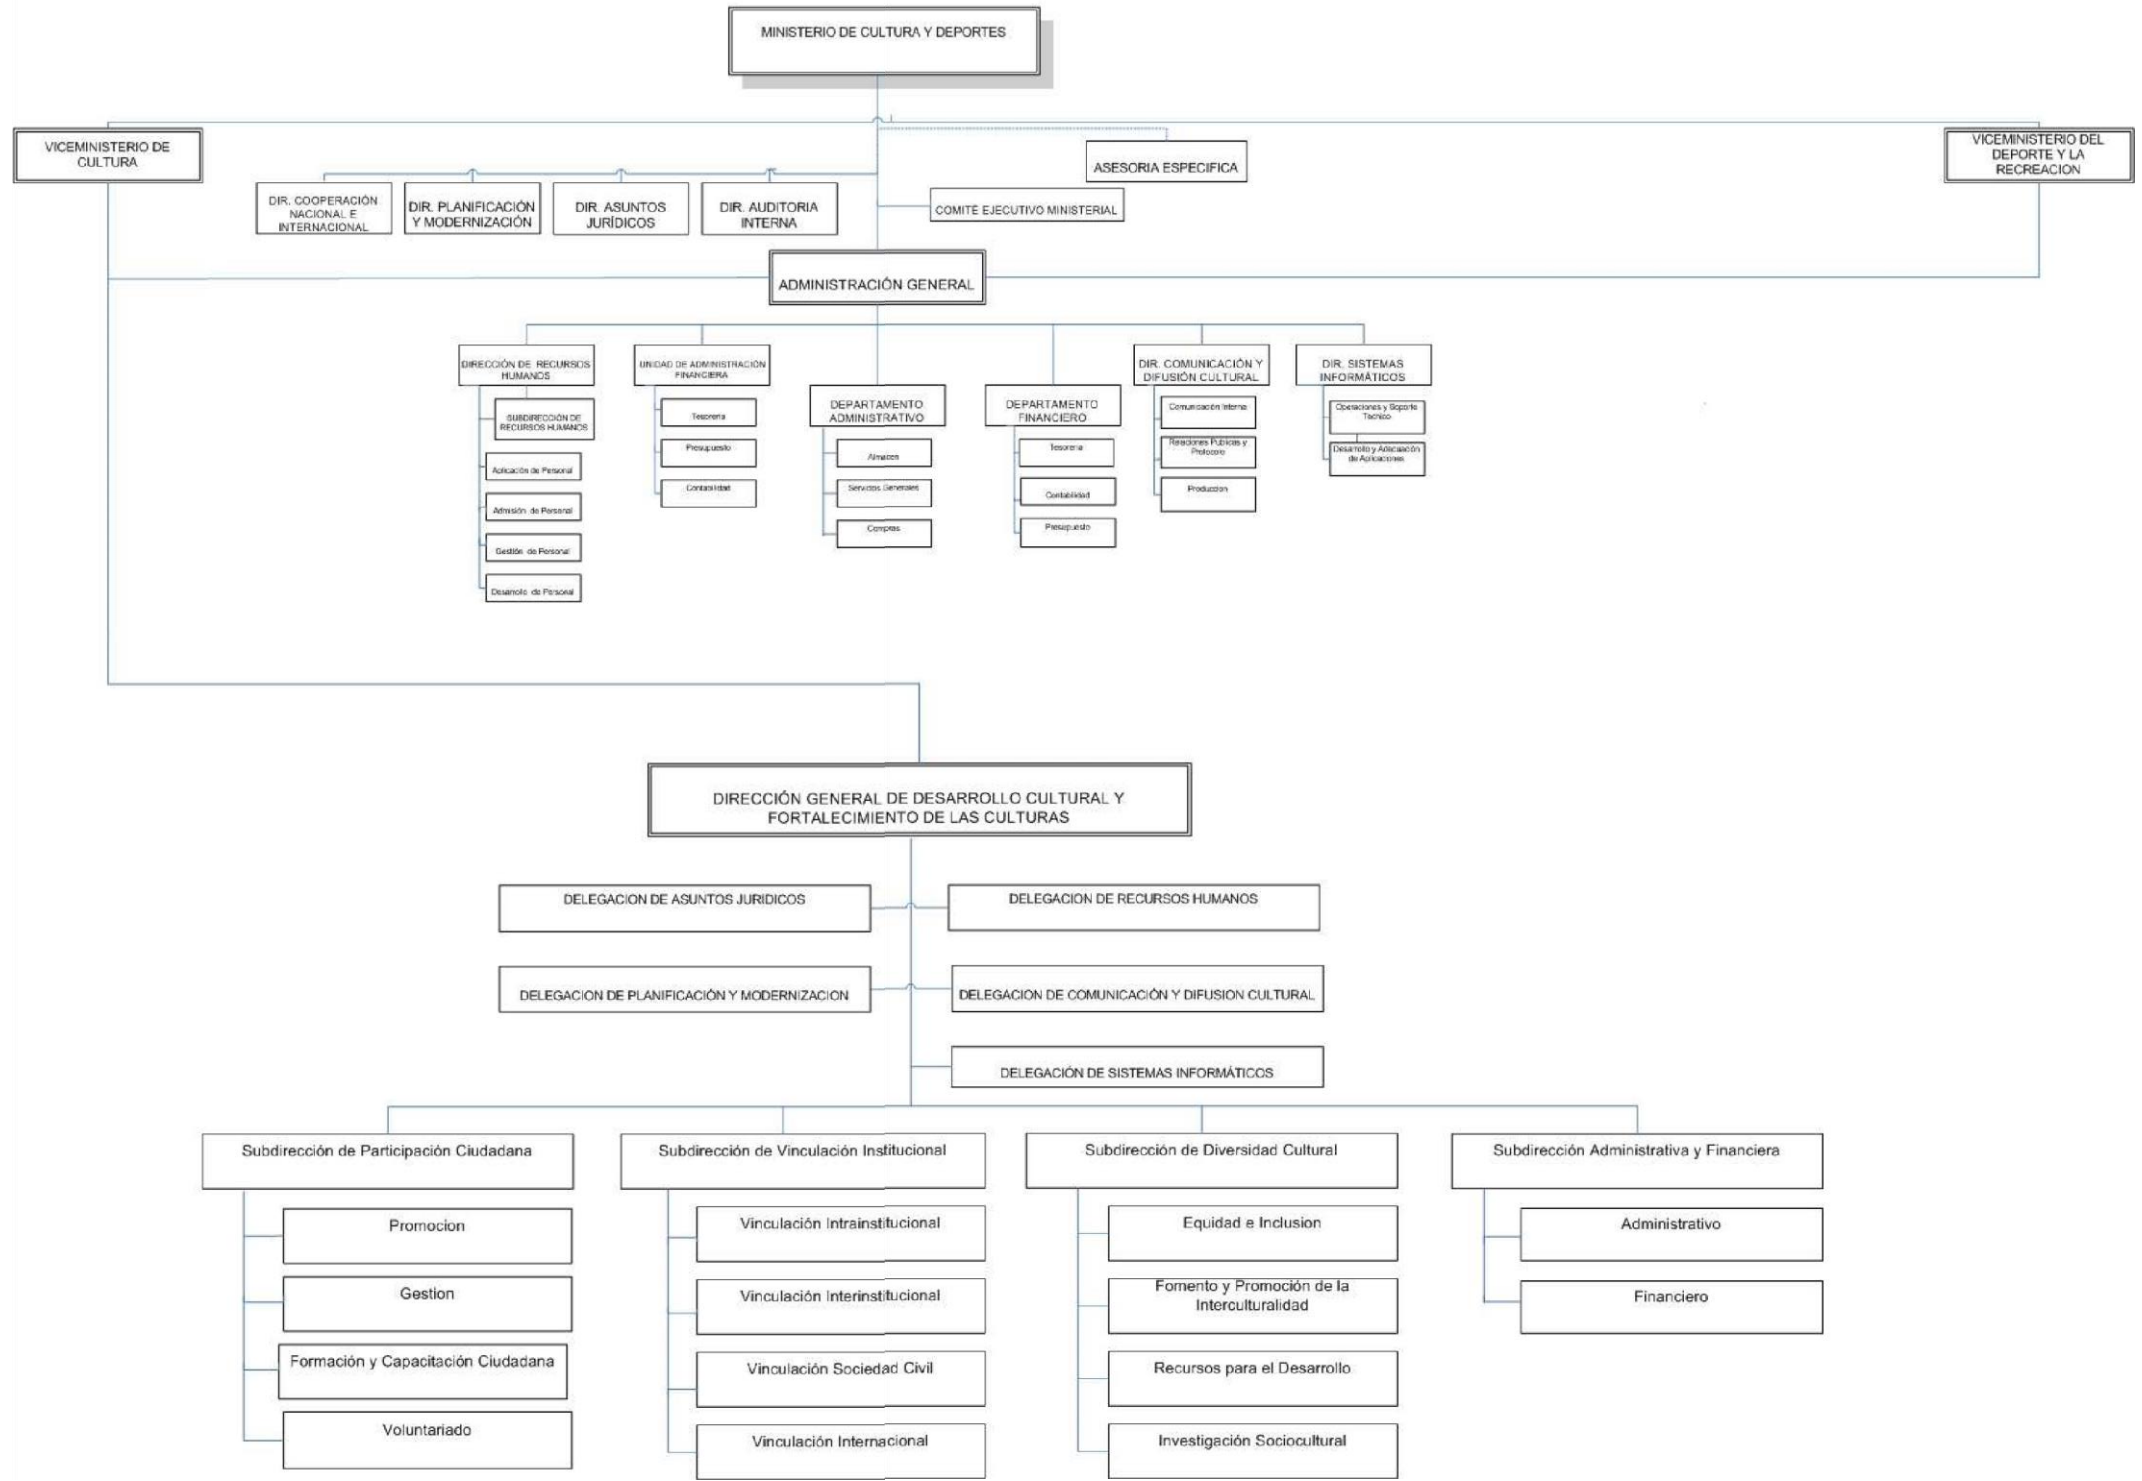 MINISTERIO DE CULTURA Y DEPORTES
VICEMINISTERIO DE
CULTURA
ASESORIA ESPECIFICA
VICEMINISTERIO DEL
DEPORTE Y LA
RECREACION
DIR. COOPERACIÓN
NACIONAL E
INTERNACIONAL
DIR. PLANIFICACIÓN
Y MODERNIZACIÓN
DIR. ASUNTOS
JURÍDICOS
DIR. AUDITORIA
INTERNA
COMITÉ EJECUTIVO MINISTERIAL
ADMINISTRACIÓN GENERAL
DIRECCIÓN DE RECURSOS
HUMANOS
SUBDIRECCIÓN DE
RECURSOS HUMANOS
Aplicación de Personal
Admisión de Personal
Gestión de Personal
Desarrollo de Personal
UNIDAD DE ADMINISTRACIÓN
FINANCIERA
Tesoreria
Presupuesto
Contabilidad
DEPARTAMENTO
ADMINISTRATIVO
Almacen
Servicios Generales
Compras
DEPARTAMENTO
FINANCIERO
Tesoreria
Contabilidad
Presupuesto
DIR. COMUNICACIÓN Y
DIFUSIÓN CULTURAL
Comunicación Interna
Relaciones Publicas y
Protocolo
Produccion
DIR. SISTEMAS
INFORMÁTICOS
Operaciones y Soporte
Tecnico
Desarrollo y Adecuación
de Aplicaciones
DIRECCIÓN GENERAL DE DESARROLLO CULTURAL Y
FORTALECIMIENTO DE LAS CULTURAS
DELEGACION DE ASUNTOS JURIDICOS
DELEGACION DE RECURSOS HUMANOS
DELEGACION DE PLANIFICACIÓN Y MODERNIZACION
DELEGACION DE COMUNICACIÓN Y DIFUSION CULTURAL
DELEGACIÓN DE SISTEMAS INFORMÁTICOS
Subdirección de Participación Ciudadana
Promocion
Gestion
Formación y Capacitación Ciudadana
Voluntariado
Subdirección de Vinculación Institucional
Vinculación Intrainstitucional
Vinculación Interinstitucional
Vinculación Sociedad Civil
Vinculación Internacional
Subdirección de Diversidad Cultural
Equidad e Inclusion
Fomento y Promoción de la
Interculturalidad
Recursos para el Desarrollo
Investigación Sociocultural
Subdirección Administrativa y Financiera
Administrativo
Financiero